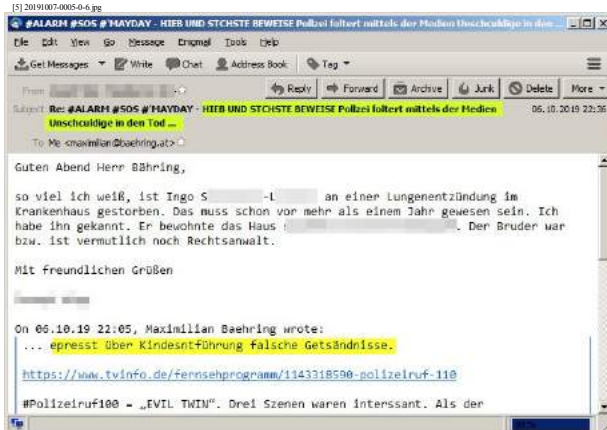 [5] 20191007-0005-0-6.jpg
#ALARM #SOS #'MAYDAY - HIEB UND STCHSTE BEWEISE Polizei foltert mittels der Medien Unschculdige in den ...
File Edit View Go Message Enigmail Tools Help
Get Messages Write Chat Address Book Tag
From Reply Forward Archive Junk Delete More
Subject Re: #ALARM #SOS #'MAYDAY - HIEB UND STCHSTE BEWEISE Polizei foltert mittels der Medien 06.10.2019 22:36
Unschculdige in den Tod ...
To Me <maximilian@baehring.at>
Guten Abend Herr Bähring,
so viel ich weiß, ist Ingo S -L an einer Lungenentzündung im
Krankenhaus gestorben. Das muss schon vor mehr als einem Jahr gewesen sein. Ich
habe ihn gekannt. Er bewohnte das Haus . Der Bruder war
bzw. ist vermutlich noch Rechtsanwalt.
Mit freundlichen Grüßen
On 06.10.19 22:05, Maximilian Baehring wrote:
... epresst über Kindesntführung falsche Getsändnisse.
https://www.tvinfo.de/fernsehprogramm/1143318590-polizeiruf-110
#Polizeiruf100 = „EVIL TWIN“. Drei Szenen waren interssant. Als der